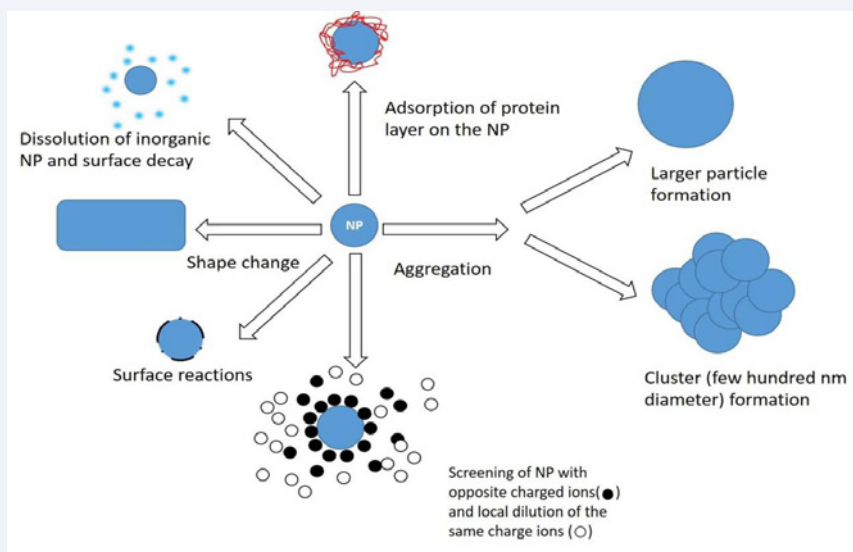 Dissolution of inorganic
NP and surface decay
Adsorption of protein
layer on the NP
Larger particle
formation
NP
Shape change
Aggregation
Surface reactions
Cluster (few hundred nm
diameter) formation
Screening of NP with
opposite charged ions(●)
and local dilution of the
same charge ions (○)